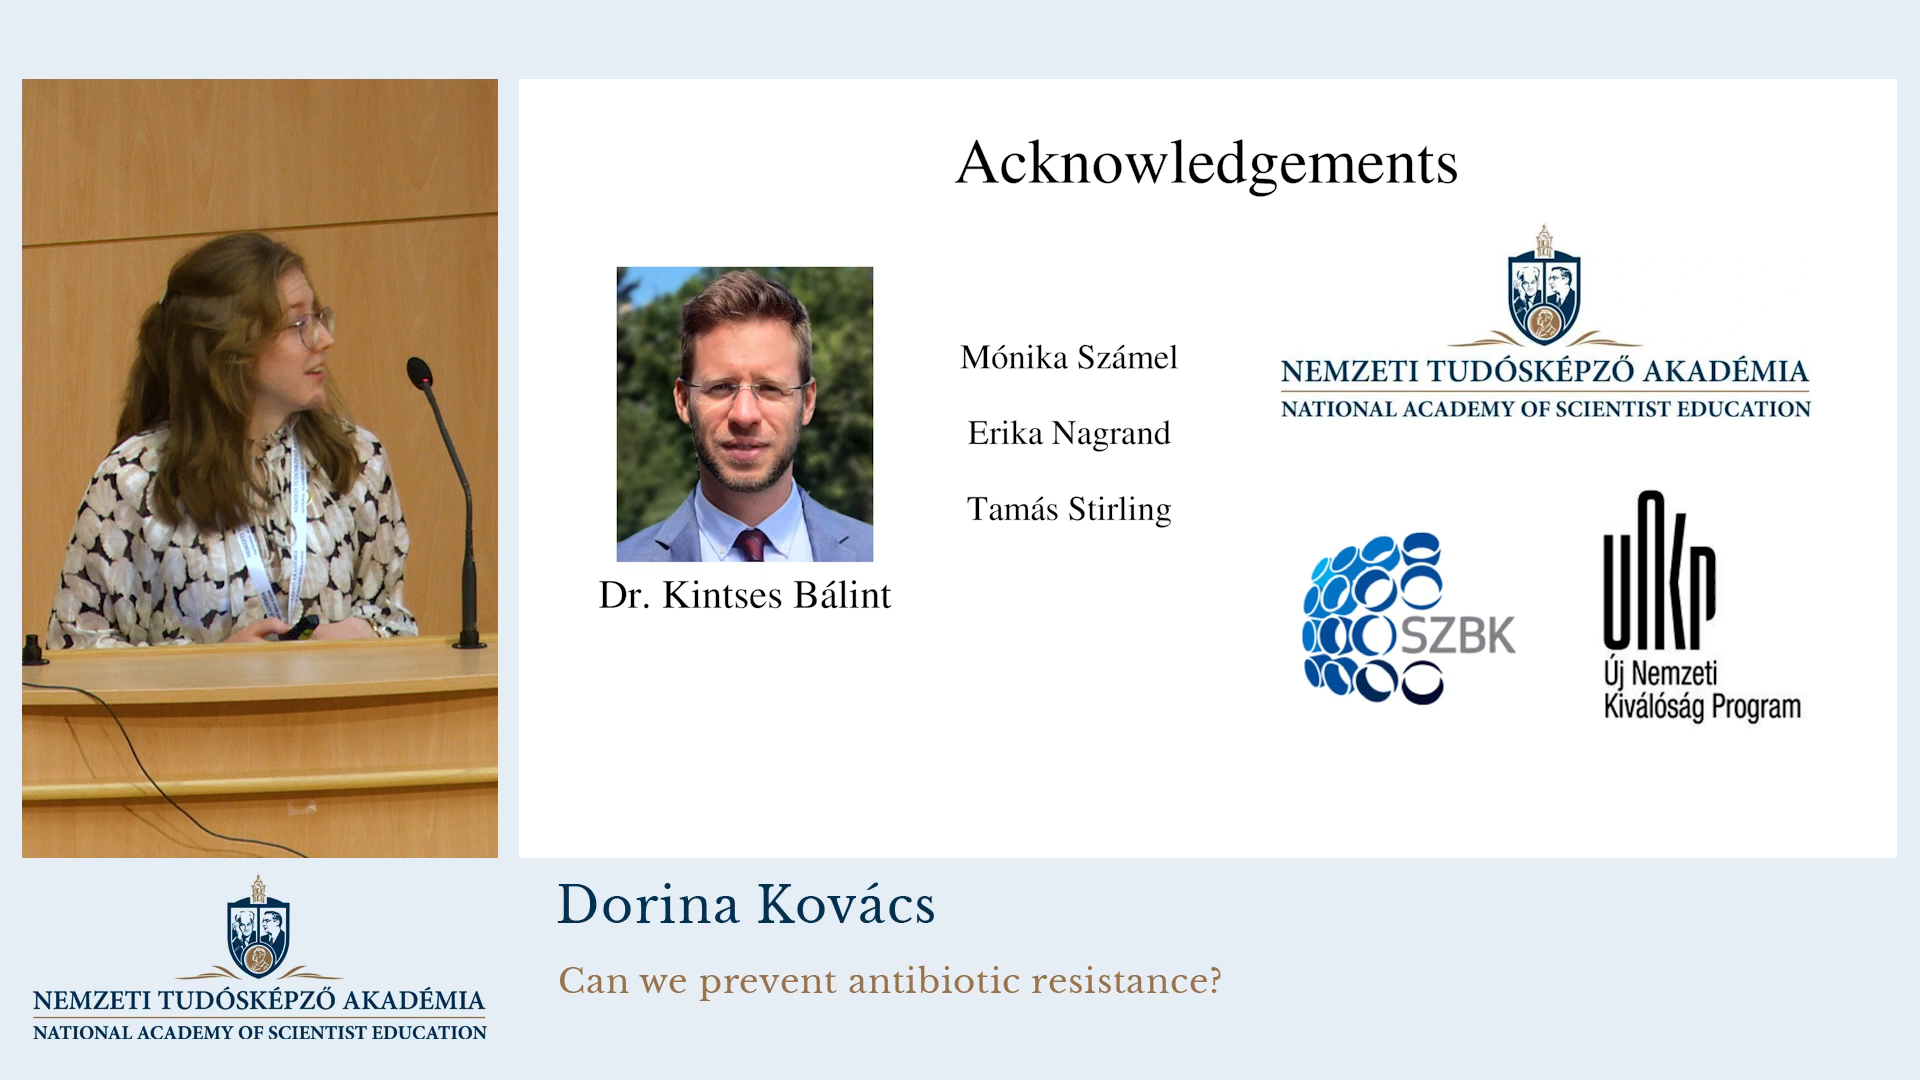 Acknowledgements
Dr. Kintses Bálint
Mónika Számel
Erika Nagrand
Tamás Stirling
NEMZETI TUDÓSKÉPZŐ AKADÉMIA
NATIONAL ACADEMY OF SCIENTIST EDUCATION
SZBK
ÚNKP
Új Nemzeti
Kiválóság Program
NEMZETI TUDÓSKÉPZŐ AKADÉMIA
NATIONAL ACADEMY OF SCIENTIST EDUCATION
Dorina Kovács
Can we prevent antibiotic resistance?